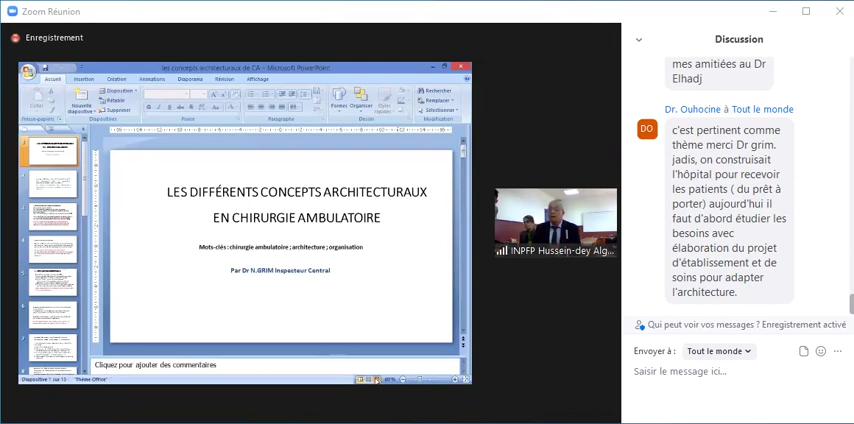 Zoom Réunion
Enregistrement
les concepts architecturaux de CA - Microsoft PowerPoint
Accueil Insertion Création Animations Diaporama Révision Affichage
Coller
Nouvelle diapositive
Disposition
Rétablir
Supprimer
Formes Organiser
Rechercher
Remplacer
Sélectionner
Presse-papiers Diapositives Police Paragraphe Dessin Modification
LES DIFFÉRENTS CONCEPTS ARCHITECTURAUX
EN CHIRURGIE AMBULATOIRE
Mots-clés : chirurgie ambulatoire ; architecture ; organisation
Par Dr N.GRIM Inspecteur Central
Cliquez pour ajouter des commentaires
"Thème Office"
INPFP Hussein-dey Alg...
Discussion
mes amitiées au Dr
Elhadj
Dr. Ouhocine à Tout le monde
DO
c'est pertinent comme
thème merci Dr grim.
jadis, on construisait
l'hôpital pour recevoir
les patients ( du prêt à
porter) aujourd'hui il
faut d'abord étudier les
besoins avec
élaboration du projet
d'établissement et de
soins pour adapter
l'architecture.
Qui peut voir vos messages ? Enregistrement activé
Envoyer à : Tout le monde
Saisir le message ici...